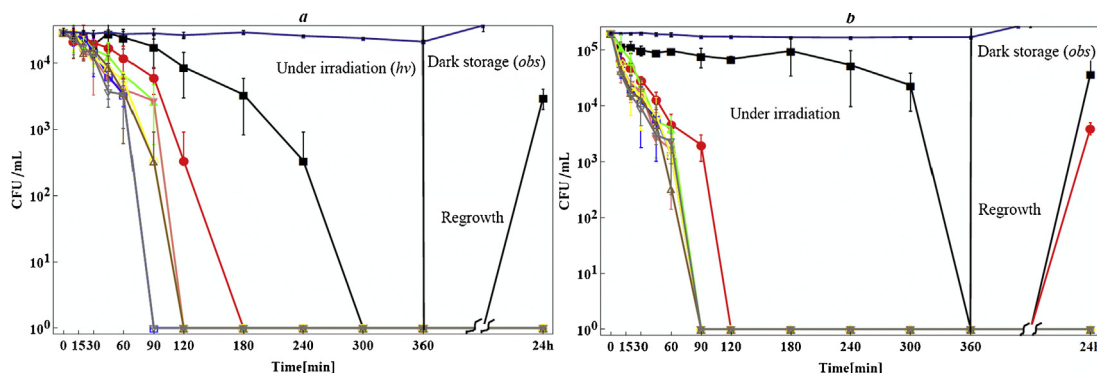 a
Under irradiation (hv)
Dark storage (obs)
Regrowth
CFU /mL
10^4
10^3
10^2
10^1
10^0
0 1530 60 90 120 180 240 300 360 24h
Time[min]
b
Dark storage (obs)
Under irradiation
Regrowth
CFU /mL
10^5
10^4
10^3
10^2
10^1
10^0
0 1530 60 90 120 180 240 300 360 24h
Time[min]